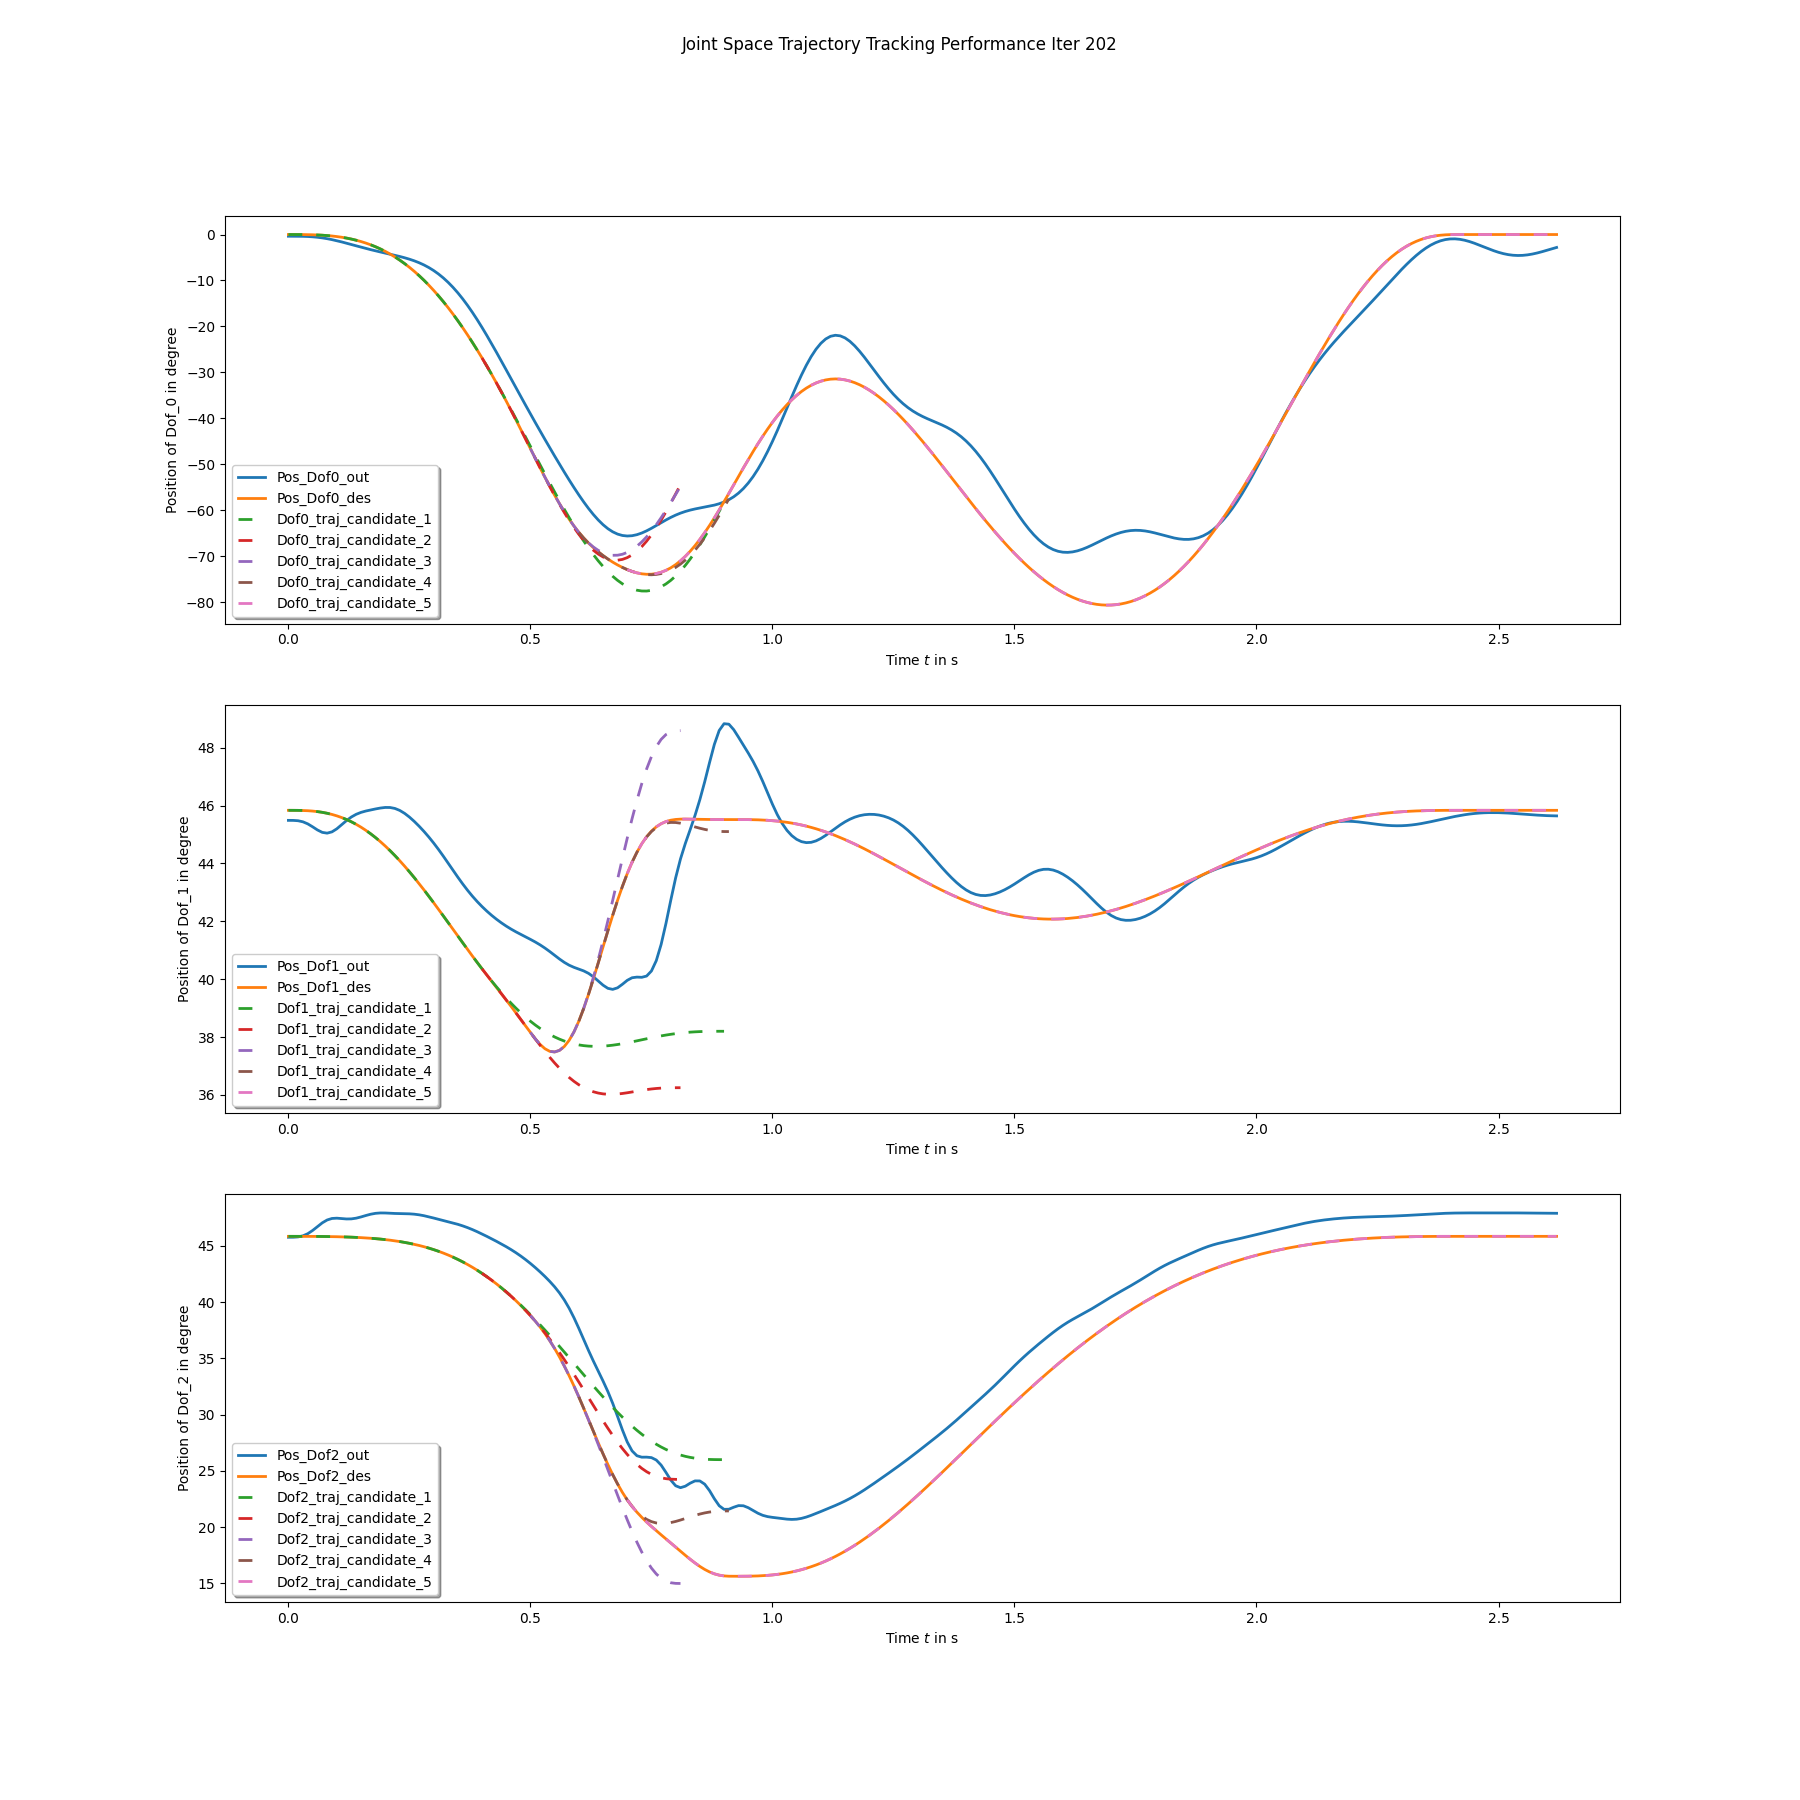 Joint Space Trajectory Tracking Performance Iter 202
0
−10
−20
−30
−40
−50
−60
−70
−80
Position of Dof_0 in degree
Pos_Dof0_out
Pos_Dof0_des
Dof0_traj_candidate_1
Dof0_traj_candidate_2
Dof0_traj_candidate_3
Dof0_traj_candidate_4
Dof0_traj_candidate_5
0.0 0.5 1.0 1.5 2.0 2.5
Time t in s
48
46
44
42
40
38
36
Position of Dof_1 in degree
Pos_Dof1_out
Pos_Dof1_des
Dof1_traj_candidate_1
Dof1_traj_candidate_2
Dof1_traj_candidate_3
Dof1_traj_candidate_4
Dof1_traj_candidate_5
0.0 0.5 1.0 1.5 2.0 2.5
Time t in s
45
40
35
30
25
20
15
Position of Dof_2 in degree
Pos_Dof2_out
Pos_Dof2_des
Dof2_traj_candidate_1
Dof2_traj_candidate_2
Dof2_traj_candidate_3
Dof2_traj_candidate_4
Dof2_traj_candidate_5
0.0 0.5 1.0 1.5 2.0 2.5
Time t in s